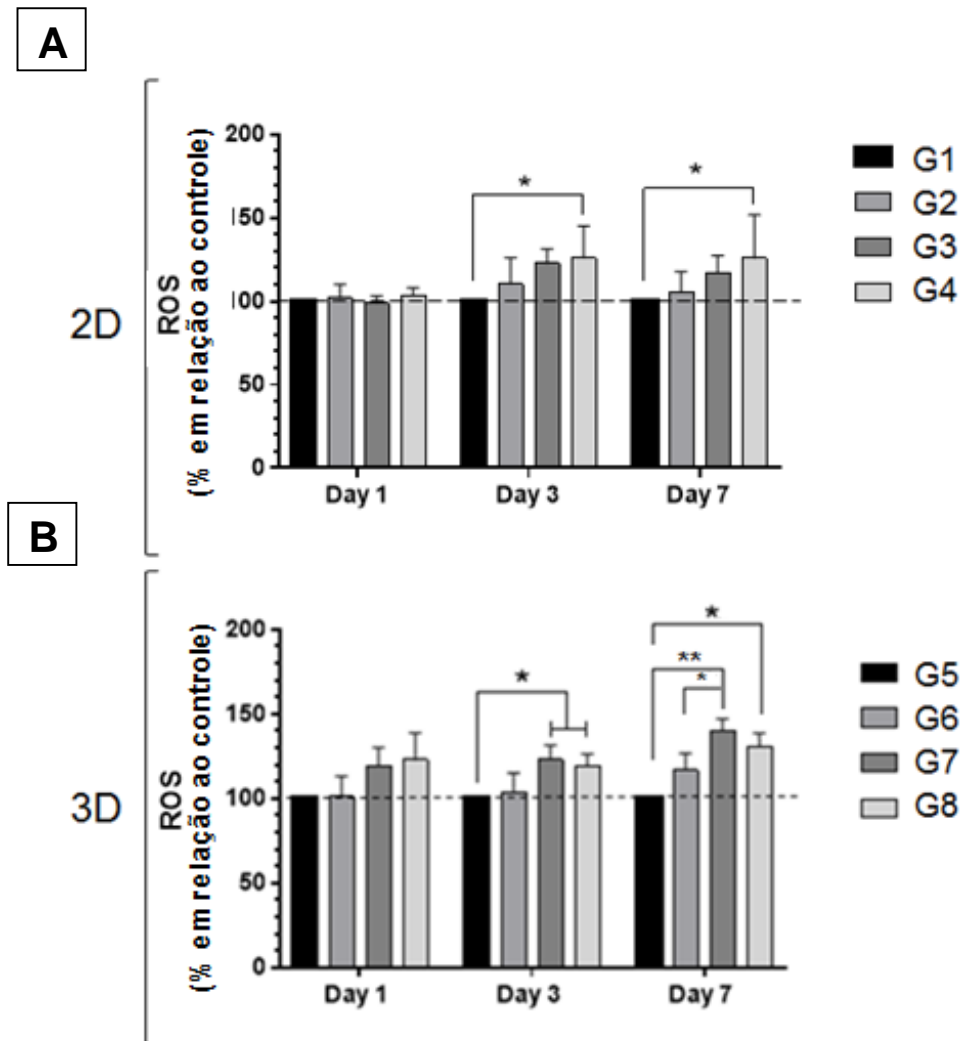 A
2D
ROS
(% em relação ao controle)
200
150
100
50
0
*
*
Day 1
Day 3
Day 7
G1
G2
G3
G4
B
3D
ROS
(% em relação ao controle)
200
150
100
50
0
*
*
**
*
Day 1
Day 3
Day 7
G5
G6
G7
G8